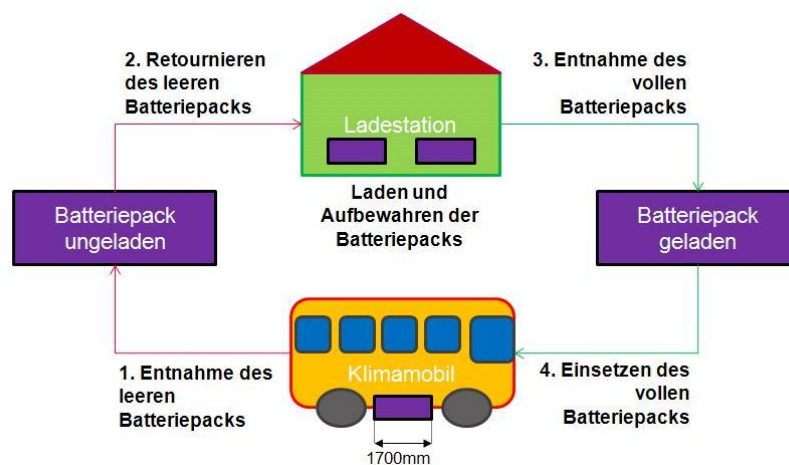 2. Retournieren
des leeren
Batteriepacks
3. Entnahme des
vollen
Batteriepacks
Ladestation
Laden und
Aufbewahren der
Batteriepacks
Batteriepack
ungeladen
Batteriepack
geladen
1. Entnahme des
leeren
Batteriepacks
Klimamobil
4. Einsetzen des
vollen
Batteriepacks
1700mm